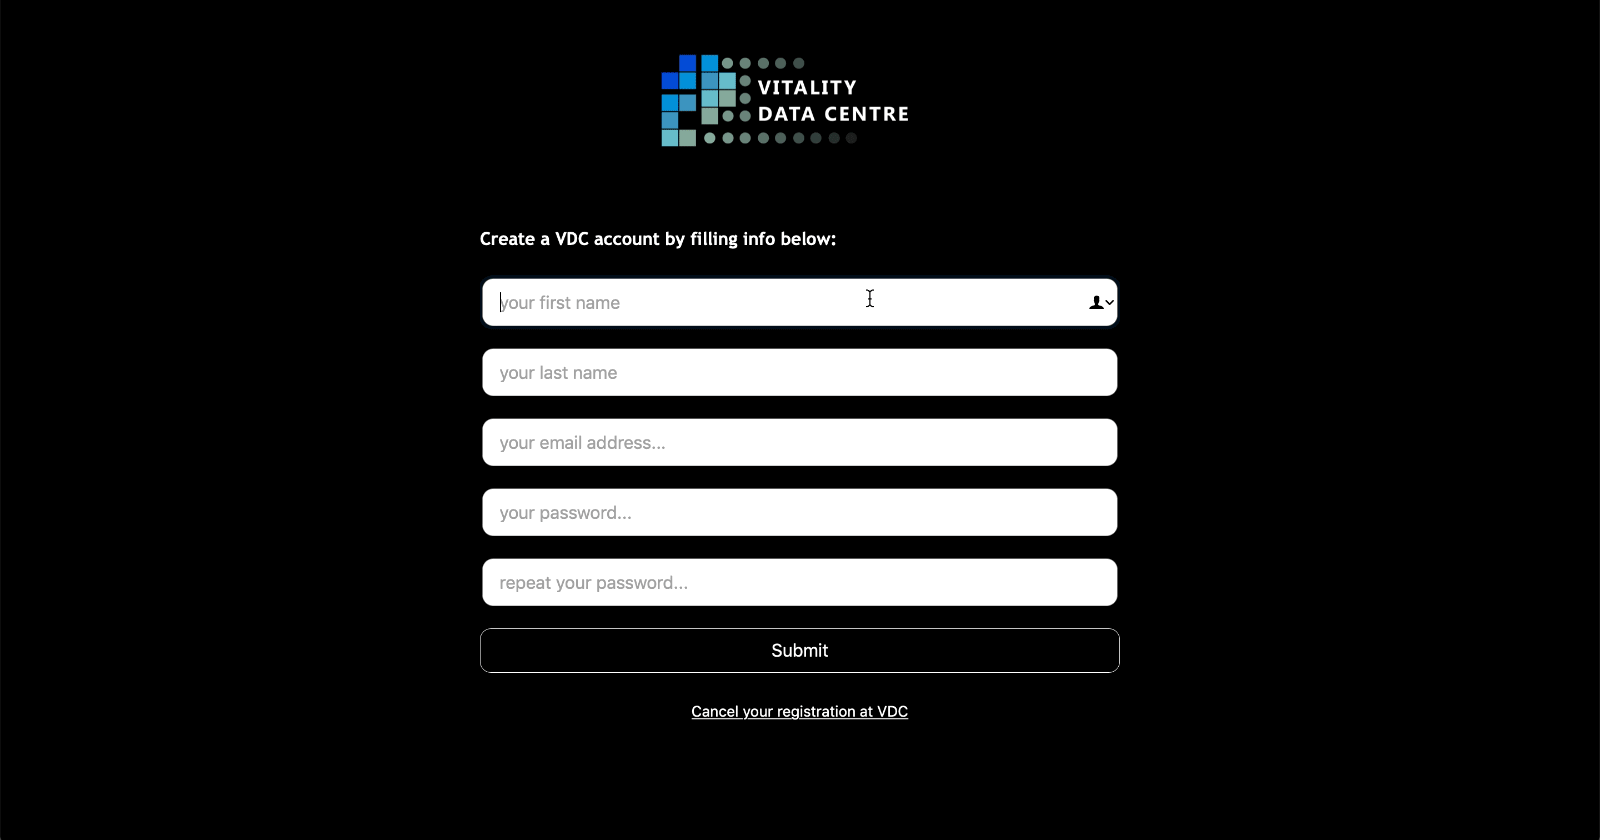 VITALITY
DATA CENTRE
Create a VDC account by filling info below:
your first name
your last name
your email address...
your password...
repeat your password...
Submit
Cancel your registration at VDC